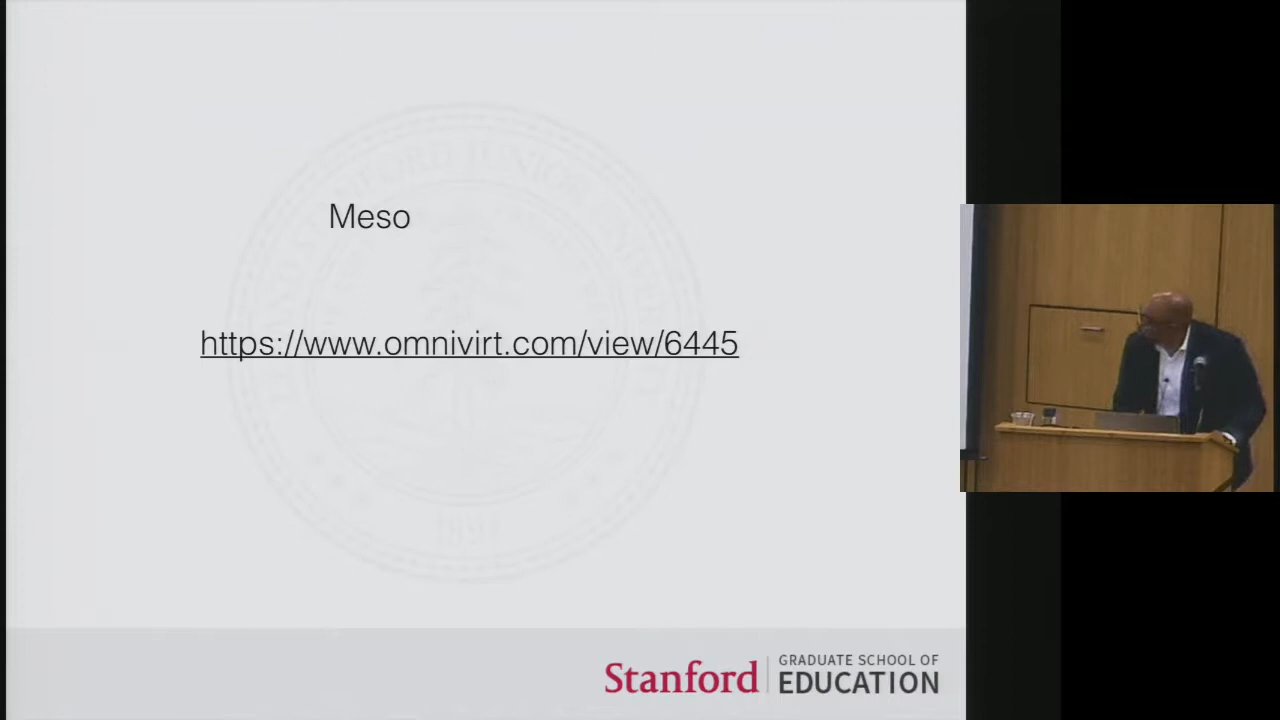 Meso
https://www.omnivirt.com/view/6445
Stanford
GRADUATE SCHOOL OF
EDUCATION